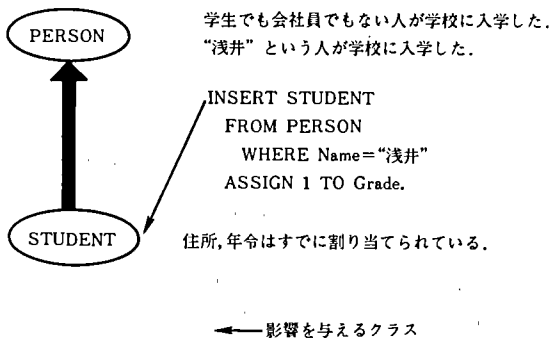 PERSON
学生でも会社員でもない人が学校に入学した.
“浅井”という人が学校に入学した.
INSERT STUDENT
FROM PERSON
WHERE Name=“浅井”
ASSIGN 1 TO Grade.
STUDENT
住所,年令はすでに割り当てられている.
影響を与えるクラス